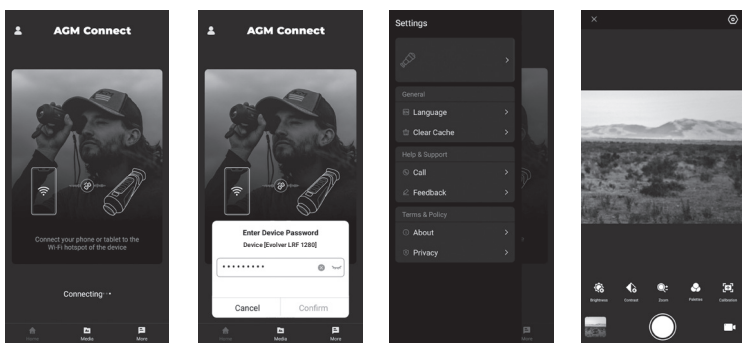 AGM Connect
Connect your phone or tablet to the
Wi-Fi hotspot of the device
Connecting
Home
Media
More
AGM Connect
Enter Device Password
Device [Evolver LRF 1280]
Cancel
Confirm
Home
Media
More
Settings
General
Language
Clear Cache
Help & Support
Call
Feedback
Terms & Policy
About
Privacy
More
Brightness
Contrast
Zoom
Palettes
Calibration